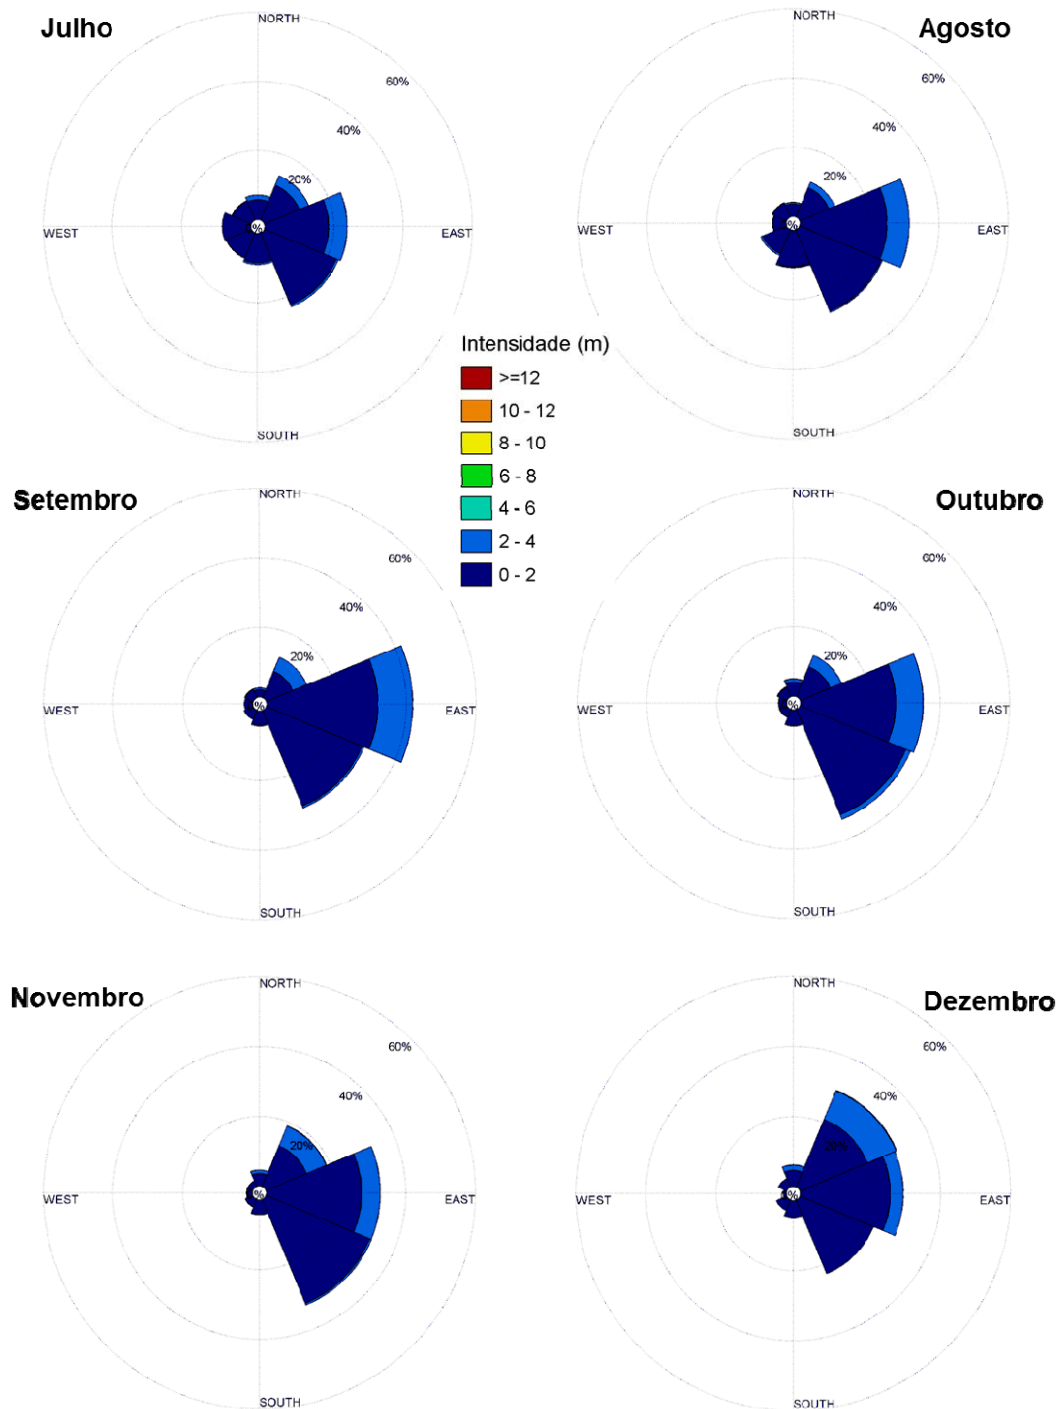 Julho
NORTH
60%
40%
20%
%
WEST
EAST
SOUTH
Agosto
NORTH
60%
40%
20%
%
WEST
EAST
SOUTH
Intensidade (m)
>=12
10 - 12
8 - 10
6 - 8
4 - 6
2 - 4
0 - 2
Setembro
NORTH
60%
40%
20%
%
WEST
EAST
SOUTH
Outubro
NORTH
60%
40%
20%
%
WEST
EAST
SOUTH
Novembro
NORTH
60%
40%
20%
%
WEST
EAST
SOUTH
Dezembro
NORTH
60%
40%
20%
%
WEST
EAST
SOUTH